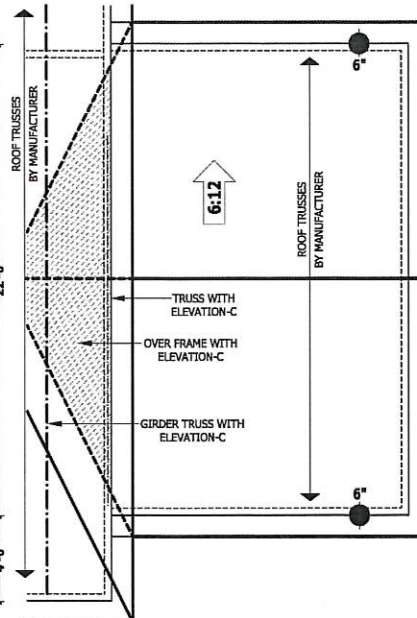 ROOF TRUSSES
BY MANUFACTURER
6"
6:12
ROOF TRUSSES
BY MANUFACTURER
TRUSS WITH
ELEVATION-C
OVER FRAME WITH
ELEVATION-C
GIRDER TRUSS WITH
ELEVATION-C
6"